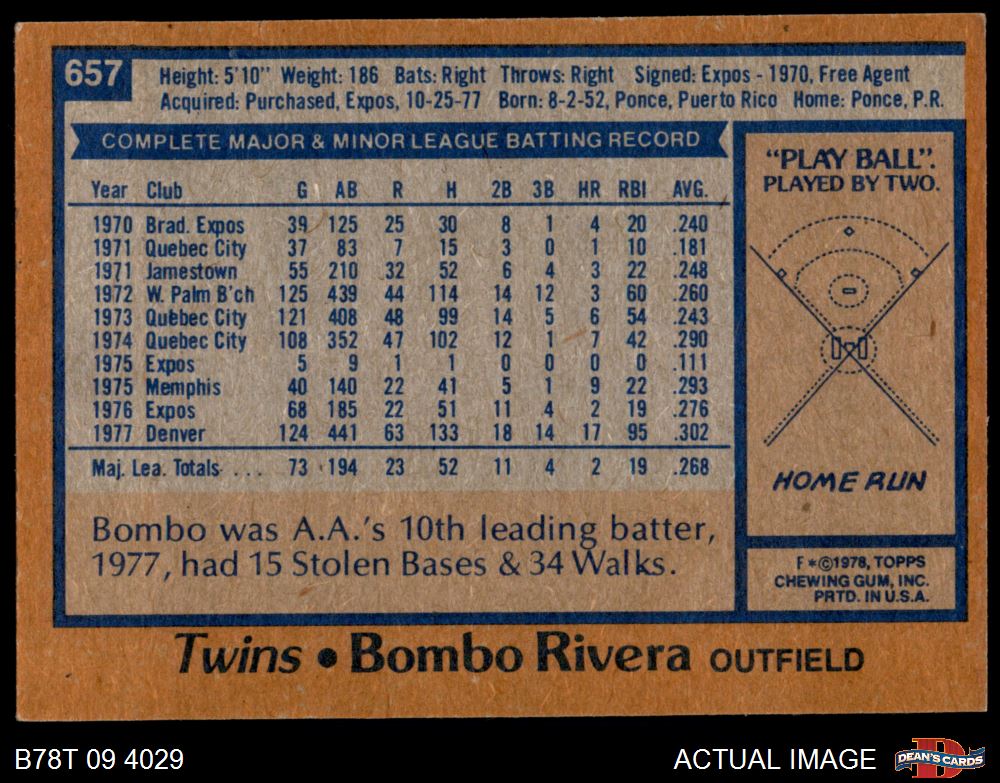 657
Height: 5'10" Weight: 186 Bats: Right Throws: Right Signed: Expos - 1970, Free Agent
Acquired: Purchased, Expos, 10-25-77 Born: 8-2-52, Ponce, Puerto Rico Home: Ponce, P.R.
COMPLETE MAJOR & MINOR LEAGUE BATTING RECORD
Year Club G AB R H 2B 3B HR RBI AVG.
1970 Brad. Expos 39 125 25 30 8 1 4 20 .240
1971 Quebec City 37 83 7 15 3 0 1 10 .181
1971 Jamestown 55 210 32 52 6 4 3 22 .248
1972 W. Palm B'ch 125 439 44 114 14 12 3 60 .260
1973 Quebec City 121 408 48 99 14 5 6 54 .243
1974 Quebec City 108 352 47 102 12 1 7 42 .290
1975 Expos 5 9 1 1 0 0 0 0 .111
1975 Memphis 40 140 22 41 5 1 9 22 .293
1976 Expos 68 185 22 51 11 4 2 19 .276
1977 Denver 124 441 63 133 18 14 17 95 .302
Maj. Lea. Totals . . . 73 194 23 52 11 4 2 19 .268
Bombo was A.A.'s 10th leading batter,
1977, had 15 Stolen Bases & 34 Walks.
"PLAY BALL".
PLAYED BY TWO.
HOME RUN
F*©1978, TOPPS
CHEWING GUM, INC.
PRTD. IN U.S.A.
Twins • Bombo Rivera OUTFIELD
B78T 09 4029
ACTUAL IMAGE
D
DEAN'S CARDS